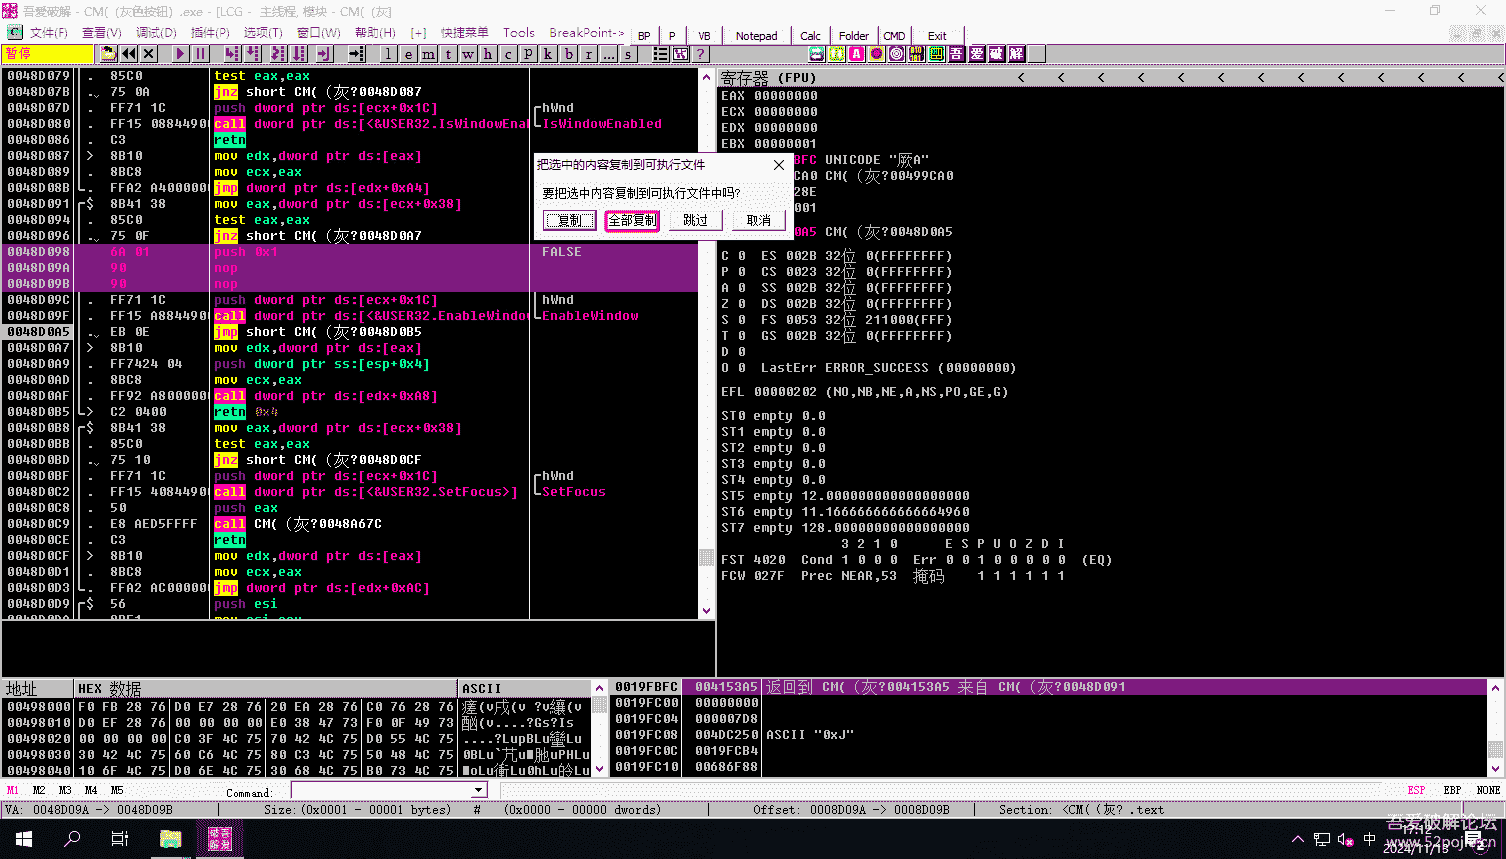 吾爱破解 - CM(（灰色按钮）.exe - [LCG - 主线程, 模块 - CM(（灰]
文件(F) 查看(V) 调试(D) 插件(P) 选项(T) 窗口(W) 帮助(H) [+] 快捷菜单 Tools BreakPoint-> BP P VB Notepad Calc Folder CMD Exit
暂停 l e m t w h c p k b r ... s ? 吾 爱 破 解
0048D079 . 85C0 test eax,eax
0048D07B . 75 0A jnz short CM(（灰?0048D087
0048D07D . FF71 1C push dword ptr ds:[ecx+0x1C] hWnd
0048D080 . FF15 08844900 call dword ptr ds:[<&USER32.IsWindowEnal IsWindowEnabled
0048D086 . C3 retn
0048D087 > 8B10 mov edx,dword ptr ds:[eax]
0048D089 . 8BC8 mov ecx,eax
0048D08B . FFA2 A4000000 jmp dword ptr ds:[edx+0xA4]
0048D091 $ 8B41 38 mov eax,dword ptr ds:[ecx+0x38]
0048D094 . 85C0 test eax,eax
0048D096 . 75 0F jnz short CM(（灰?0048D0A7
0048D098 6A 01 push 0x1 FALSE
0048D09A 90 nop
0048D09B 90 nop
0048D09C . FF71 1C push dword ptr ds:[ecx+0x1C] hWnd
0048D09F . FF15 A8844900 call dword ptr ds:[<&USER32.EnableWindow EnableWindow
0048D0A5 . EB 0E jmp short CM(（灰?0048D0B5
0048D0A7 > 8B10 mov edx,dword ptr ds:[eax]
0048D0A9 . FF7424 04 push dword ptr ss:[esp+0x4]
0048D0AD . 8BC8 mov ecx,eax
0048D0AF . FF92 A8000000 call dword ptr ds:[edx+0xA8]
0048D0B5 > C2 0400 retn 0x4
0048D0B8 $ 8B41 38 mov eax,dword ptr ds:[ecx+0x38]
0048D0BB . 85C0 test eax,eax
0048D0BD . 75 10 jnz short CM(（灰?0048D0CF
0048D0BF . FF71 1C push dword ptr ds:[ecx+0x1C] hWnd
0048D0C2 . FF15 40844900 call dword ptr ds:[<&USER32.SetFocus>] SetFocus
0048D0C8 . 50 push eax
0048D0C9 . E8 AED5FFFF call CM(（灰?0048A67C
0048D0CE . C3 retn
0048D0CF > 8B10 mov edx,dword ptr ds:[eax]
0048D0D1 . 8BC8 mov ecx,eax
0048D0D3 . FFA2 AC000000 jmp dword ptr ds:[edx+0xAC]
0048D0D9 $ 56 push esi
把选中的内容复制到可执行文件
要把选中内容复制到可执行文件中吗?
复制 全部复制 跳过 取消
寄存器 (FPU) < < < < < < < < < < < < <
EAX 00000000
ECX 00000000
EDX 00000000
EBX 00000001
BFC UNICODE "厥A"
CA0 CM(（灰?00499CA0
28E
001
0A5 CM(（灰?0048D0A5
C 0 ES 002B 32位 0(FFFFFFFF)
P 0 CS 0023 32位 0(FFFFFFFF)
A 0 SS 002B 32位 0(FFFFFFFF)
Z 0 DS 002B 32位 0(FFFFFFFF)
S 0 FS 0053 32位 211000(FFF)
T 0 GS 002B 32位 0(FFFFFFFF)
D 0
O 0 LastErr ERROR_SUCCESS (00000000)
EFL 00000202 (NO,NB,NE,A,NS,PO,GE,G)
ST0 empty 0.0
ST1 empty 0.0
ST2 empty 0.0
ST3 empty 0.0
ST4 empty 0.0
ST5 empty 12.000000000000000000
ST6 empty 11.166666666666664960
ST7 empty 128.00000000000000000
3 2 1 0 E S P U O Z D I
FST 4020 Cond 1 0 0 0 Err 0 0 1 0 0 0 0 0 (EQ)
FCW 027F Prec NEAR,53 掩码 1 1 1 1 1 1
地址 HEX 数据 ASCII
00498000 F0 FB 28 76 D0 E7 28 76 20 EA 28 76 C0 76 28 76
00498010 D0 EF 28 76 00 00 00 00 E0 38 47 73 F0 0F 49 73
00498020 00 00 00 00 C0 3F 4C 75 70 42 4C 75 D0 55 4C 75
00498030 30 42 4C 75 60 C6 4C 75 80 C3 4C 75 50 48 4C 75
00498040 10 6F 4C 75 D0 6E 4C 75 30 68 4C 75 B0 73 4C 75
0019FBFC 004153A5 返回到 CM(（灰?004153A5 来自 CM(（灰?0048D091
0019FC00 00000000
0019FC04 000007D8
0019FC08 004DC250 ASCII "0xJ"
0019FC0C 0019FCB4
0019FC10 00686F88
M1 M2 M3 M4 M5 Command: ESP EBP NONE
VA: 0048D09A -> 0048D09B Size:(0x0001 - 00001 bytes) # (0x0000 - 00000 dwords) Offset: 0008D09A -> 0008D09B Section: <CM(（灰? .text
吾爱破解论坛
www.52pojie.cn
中 17:12
2024/11/15